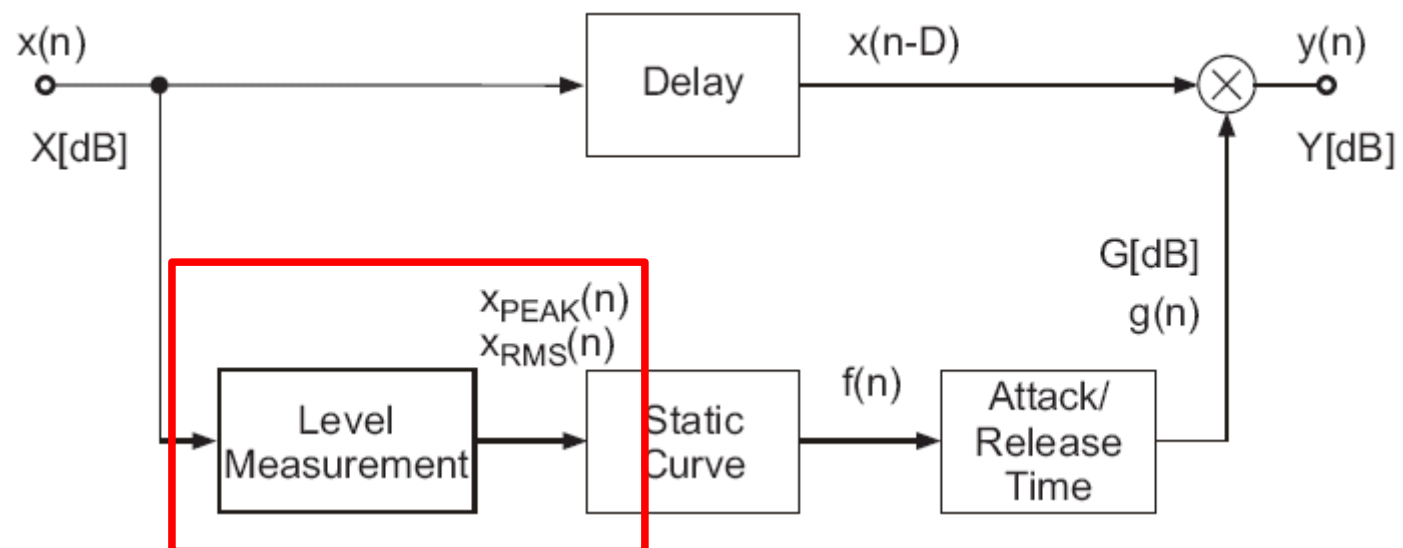 x(n)
Delay
x(n-D)
y(n)
X[dB]
Y[dB]
G[dB]
g(n)
xPEAK(n)
xRMS(n)
Level
Measurement
Static
Curve
f(n)
Attack/
Release
Time